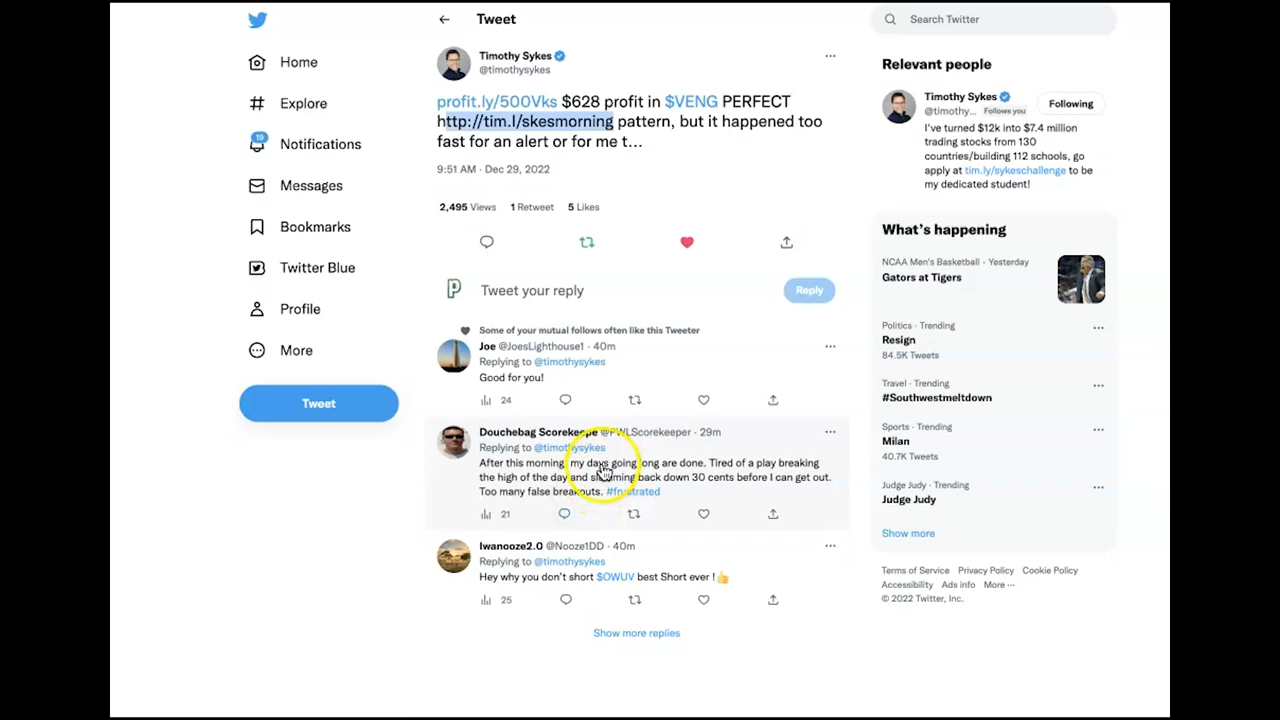 Tweet
Search Twitter
Home
Explore
19
Notifications
Messages
Bookmarks
Twitter Blue
Profile
More
Tweet
Timothy Sykes
@timothysykes
profit.ly/500Vks $628 profit in $VENG PERFECT
http://tim.l/skesmorning pattern, but it happened too
fast for an alert or for me t...
9:51 AM · Dec 29, 2022
2,495 Views 1 Retweet 5 Likes
Tweet your reply
Reply
Some of your mutual follows often like this Tweeter
Joe @JoesLighthouse1 · 40m
Replying to @timothysykes
Good for you!
24
Douchebag Scorekeepe @PWLScorekeeper · 29m
Replying to @timothysykes
After this morning, my days going long are done. Tired of a play breaking
the high of the day and slamming back down 30 cents before I can get out.
Too many false breakouts. #frustrated
21
Iwanooze2.0 @Nooze1DD · 40m
Replying to @timothysykes
Hey why you don't short $OWUV best Short ever !👍
25
Show more replies
Relevant people
Timothy Sykes
@timothy... Follows you
Following
I've turned $12k into $7.4 million
trading stocks from 130
countries/building 112 schools, go
apply at tim.ly/sykeschallenge to be
my dedicated student!
What's happening
NCAA Men's Basketball · Yesterday
Gators at Tigers
Politics · Trending
Resign
84.5K Tweets
Travel · Trending
#Southwestmeltdown
Sports · Trending
Milan
40.7K Tweets
Judge Judy · Trending
Judge Judy
Show more
Terms of Service Privacy Policy Cookie Policy
Accessibility Ads info More ···
© 2022 Twitter, Inc.